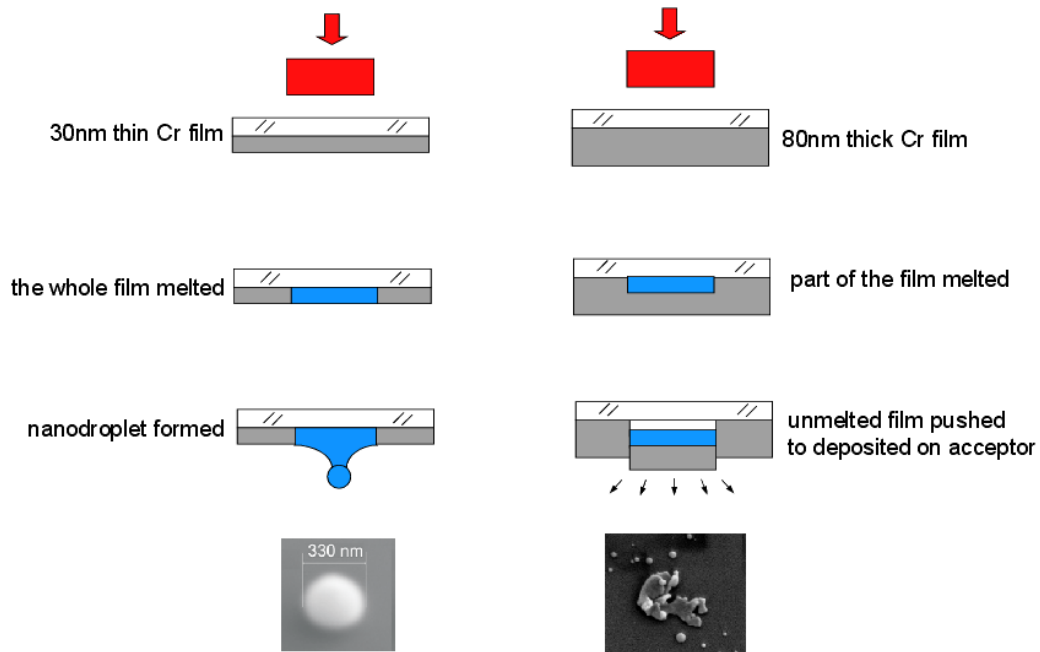 30nm thin Cr film
80nm thick Cr film
the whole film melted
part of the film melted
nanodroplet formed
unmelted film pushed
to deposited on acceptor
330 nm